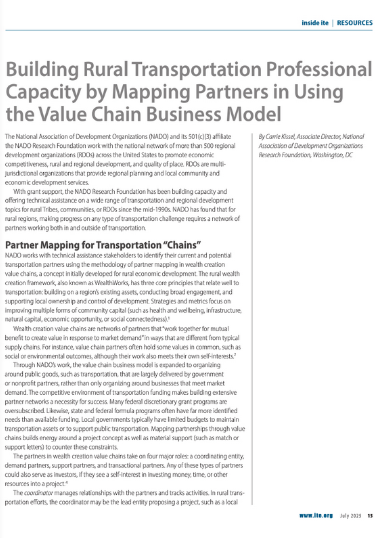 inside ite | RESOURCES
Building Rural Transportation Professional
Capacity by Mapping Partners in Using
the Value Chain Business Model
The National Association of Development Organizations (NADO) and its 501(c)(3) affiliate
the NADO Research Foundation work with the national network of more than 500 regional
development organizations (RDOs) across the United States to promote economic
competitiveness, rural and regional development, and quality of place. RDOs are multi-
jurisdictional organizations that provide regional planning and local community and
economic development services.
With grant support, the NADO Research Foundation has been building capacity and
offering technical assistance on a wide range of transportation and regional development
topics for rural Tribes, communities, or RDOs since the mid-1990s. NADO has found that for
rural regions, making progress on any type of transportation challenge requires a network of
partners working both in and outside of transportation.
By Carrie Kissel, Associate Director, National
Association of Development Organizations
Research Foundation, Washington, DC
Partner Mapping for Transportation “Chains”
NADO works with technical assistance stakeholders to identify their current and potential
transportation partners using the methodology of partner mapping in wealth creation
value chains, a concept initially developed for rural economic development. The rural wealth
creation framework, also known as WealthWorks, has three core principles that relate well to
transportation: building on a region's existing assets, conducting broad engagement, and
supporting local ownership and control of development. Strategies and metrics focus on
improving multiple forms of community capital (such as health and wellbeing, infrastructure,
natural capital, economic opportunity, or social connectedness).
Wealth creation value chains are networks of partners that “work together for mutual
benefit to create value in response to market demand” in ways that are different from typical
supply chains. For instance, value chain partners often hold some values in common, such as
social or environmental outcomes, although their work also meets their own self-interests.
Through NADO's work, the value chain business model is expanded to organizing
around public goods, such as transportation, that are largely delivered by government
or nonprofit partners, rather than only organizing around businesses that meet market
demand. The competitive environment of transportation funding makes building extensive
partner networks a necessity for success. Many federal discretionary grant programs are
oversubscribed. Likewise, state and federal formula programs often have far more identified
needs than available funding. Local governments typically have limited budgets to maintain
transportation assets or to support public transportation. Mapping partnerships through value
chains builds energy around a project concept as well as material support (such as match or
support letters) to counter these constraints.
The partners in wealth creation value chains take on four major roles: a coordinating entity,
demand partners, support partners, and transactional partners. Any of these types of partners
could also serve as investors, if they see a self-interest in investing money, time, or other
resources into a project.
The coordinator manages relationships with the partners and tracks activities. In rural trans-
portation efforts, the coordinator may be the lead entity proposing a project, such as a local
www.ite.org July 2023 15